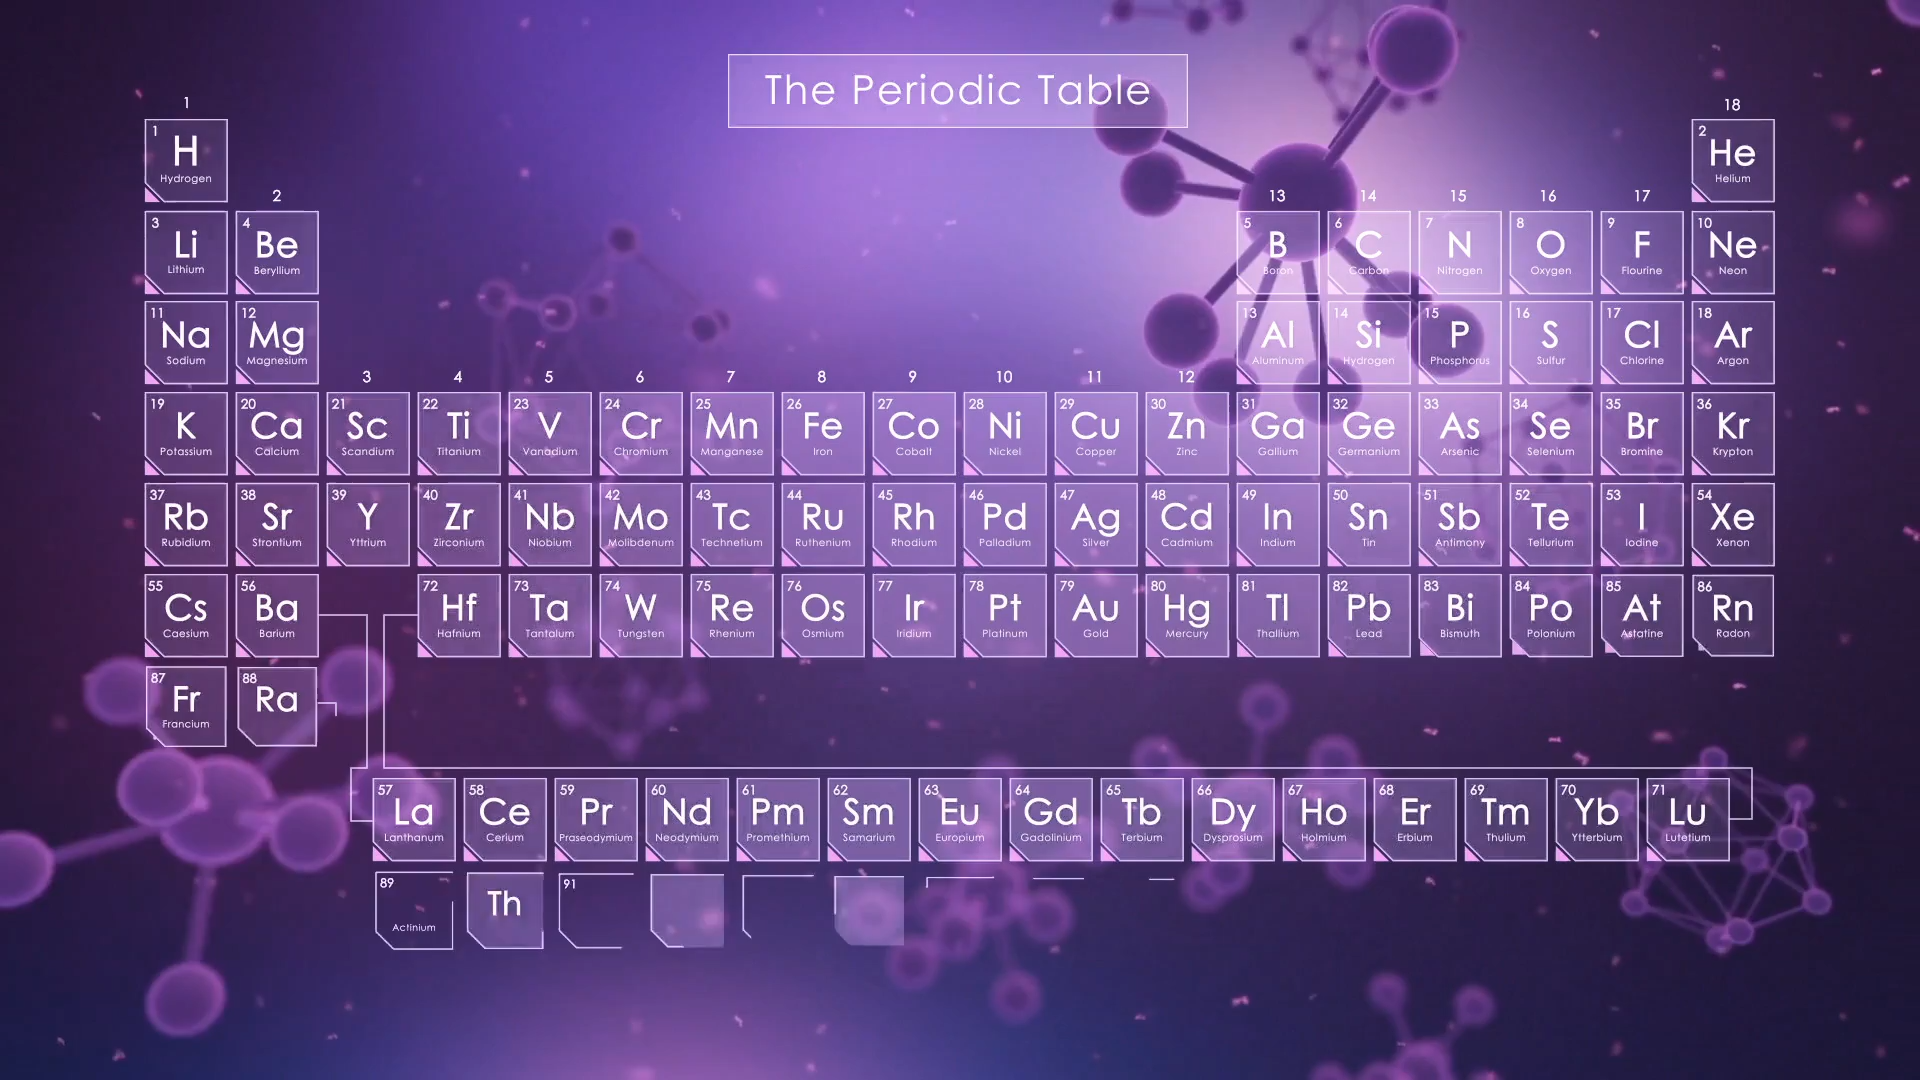 The Periodic Table
1
18
1
H
Hydrogen
2
He
Helium
2
13
14
15
16
17
3
Li
Lithium
4
Be
Beryllium
5
B
Boron
6
C
Carbon
7
N
Nitrogen
8
O
Oxygen
9
F
Flourine
10
Ne
Neon
11
Na
Sodium
12
Mg
Magnesium
13
Al
Aluminum
14
Si
Hydrogen
15
P
Phosphorus
16
S
Sulfur
17
Cl
Chlorine
18
Ar
Argon
3
4
5
6
7
8
9
10
11
12
19
K
Potassium
20
Ca
Calcium
21
Sc
Scandium
22
Ti
Titanium
23
V
Vanadium
24
Cr
Chromium
25
Mn
Manganese
26
Fe
Iron
27
Co
Cobalt
28
Ni
Nickel
29
Cu
Copper
30
Zn
Zinc
31
Ga
Gallium
32
Ge
Germanium
33
As
Arsenic
34
Se
Selenium
35
Br
Bromine
36
Kr
Krypton
37
Rb
Rubidium
38
Sr
Strontium
39
Y
Yttrium
40
Zr
Zirconium
41
Nb
Niobium
42
Mo
Molibdenum
43
Tc
Technetium
44
Ru
Ruthenium
45
Rh
Rhodium
46
Pd
Palladium
47
Ag
Silver
48
Cd
Cadmium
49
In
Indium
50
Sn
Tin
51
Sb
Antimony
52
Te
Tellurium
53
I
Iodine
54
Xe
Xenon
55
Cs
Caesium
56
Ba
Barium
72
Hf
Hafnium
73
Ta
Tantalum
74
W
Tungsten
75
Re
Rhenium
76
Os
Osmium
77
Ir
Iridium
78
Pt
Platinum
79
Au
Gold
80
Hg
Mercury
81
Tl
Thallium
82
Pb
Lead
83
Bi
Bismuth
84
Po
Polonium
85
At
Astatine
86
Rn
Radon
87
Fr
Francium
88
Ra
57
La
Lanthanum
58
Ce
Cerium
59
Pr
Praseodymium
60
Nd
Neodymium
61
Pm
Promethium
62
Sm
Samarium
63
Eu
Europium
64
Gd
Gadolinium
65
Tb
Terbium
66
Dy
Dysprosium
67
Ho
Holmium
68
Er
Erbium
69
Tm
Thulium
70
Yb
Ytterbium
71
Lu
Lutetium
89
Actinium
Th
91